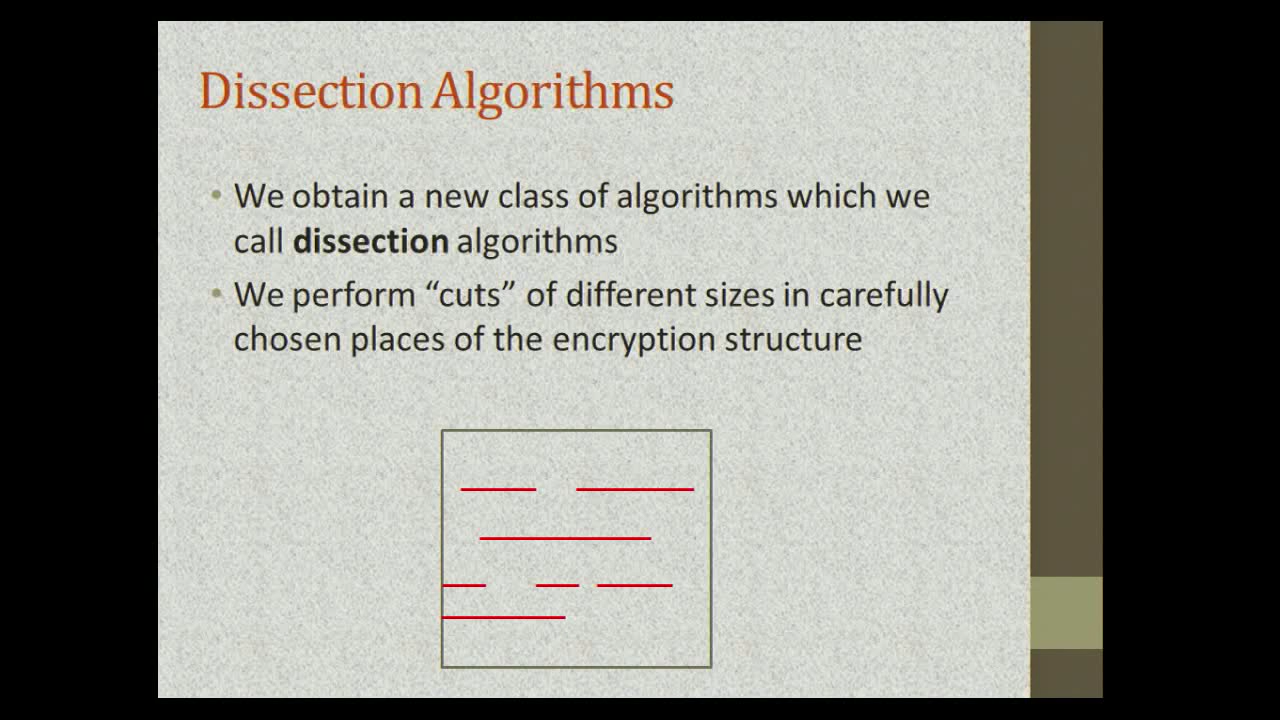 Dissection Algorithms
• We obtain a new class of algorithms which we
call dissection algorithms
• We perform “cuts” of different sizes in carefully
chosen places of the encryption structure